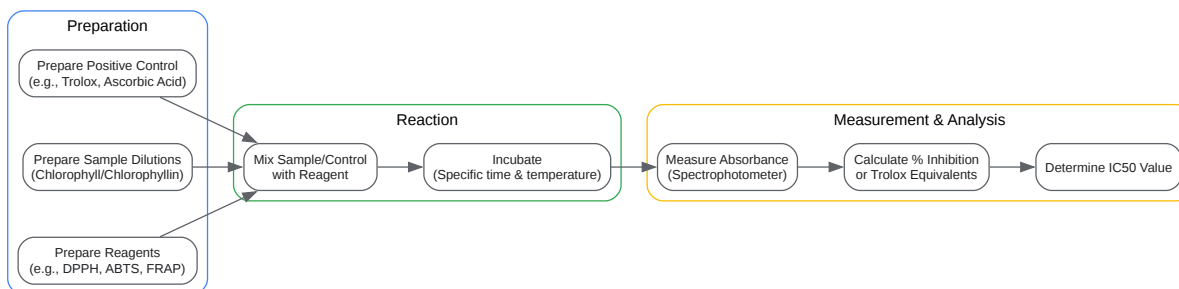 Preparation
Prepare Positive Control
(e.g., Trolox, Ascorbic Acid)
Prepare Sample Dilutions
(Chlorophyll/Chlorophyllin)
Prepare Reagents
(e.g., DPPH, ABTS, FRAP)
Reaction
Mix Sample/Control
with Reagent
Incubate
(Specific time & temperature)
Measurement & Analysis
Measure Absorbance
(Spectrophotometer)
Calculate % Inhibition
or Trolox Equivalents
Determine IC50 Value